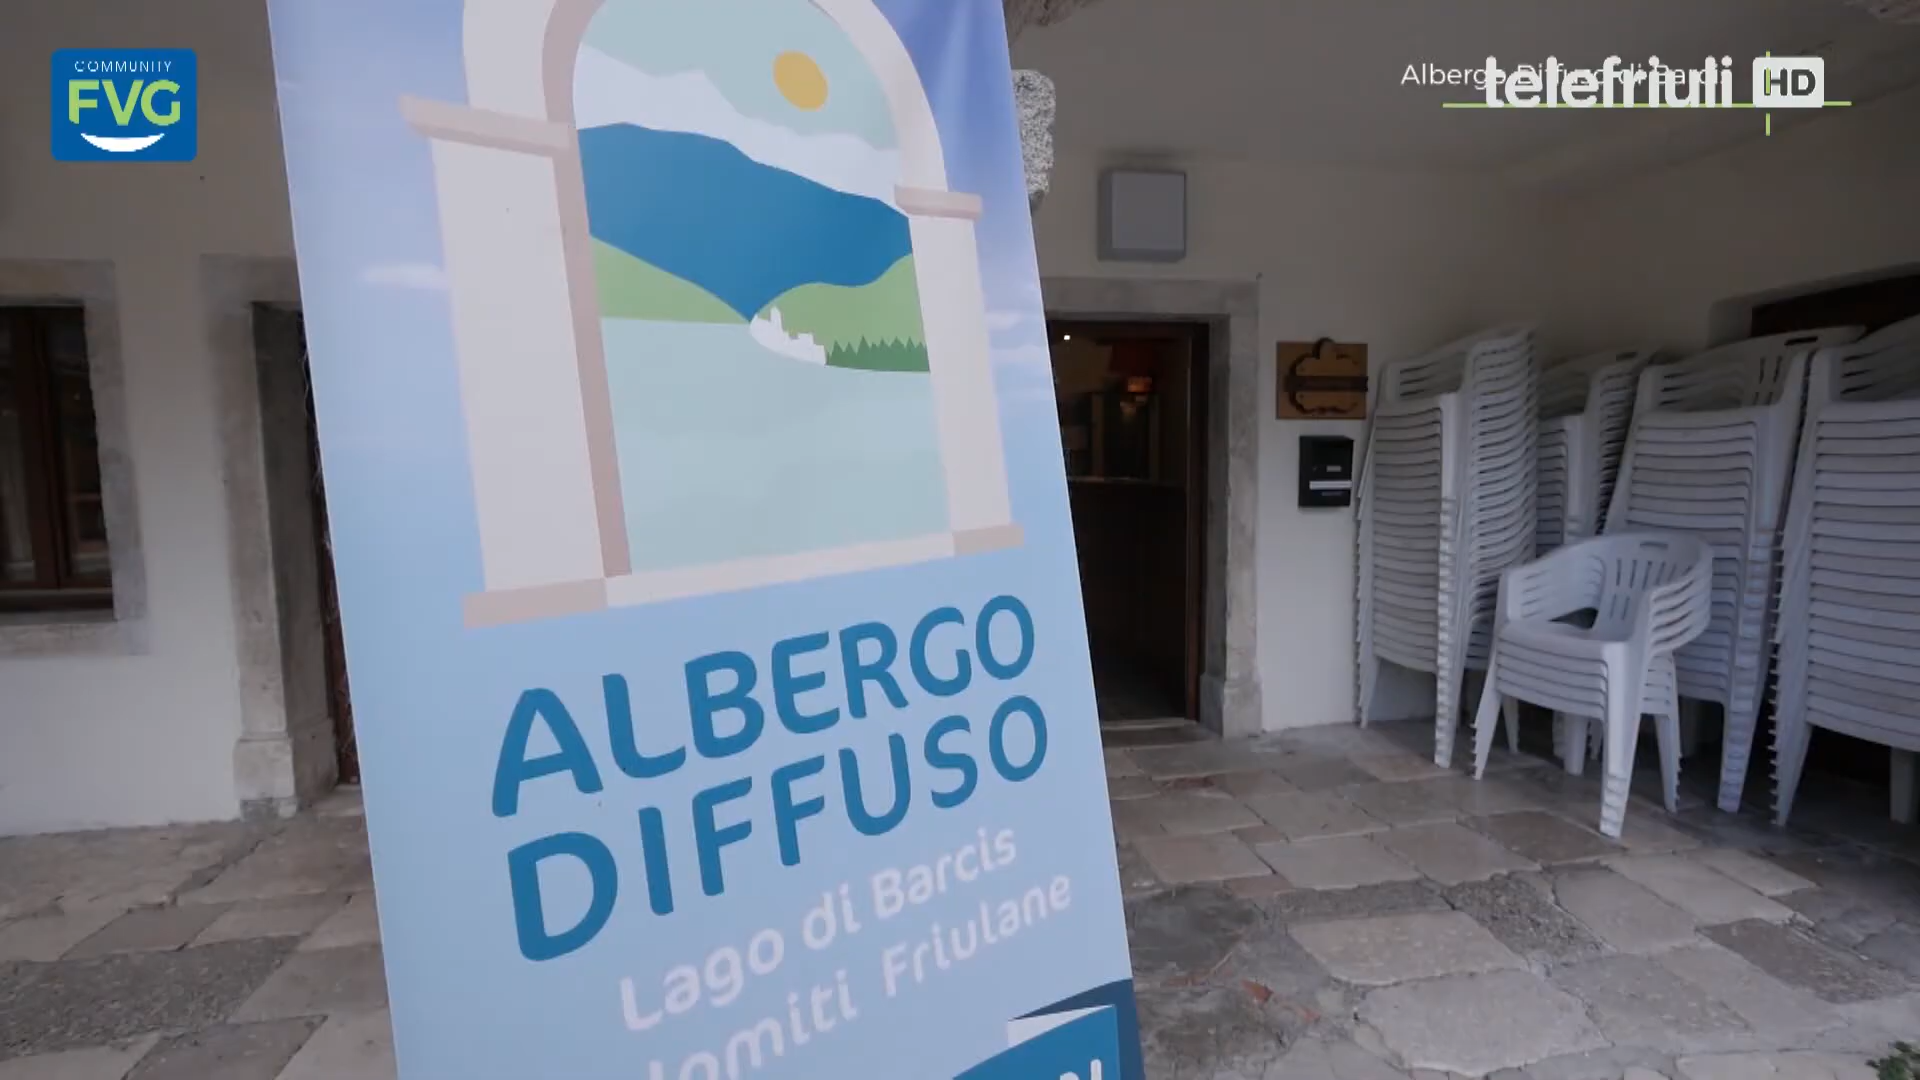 COMMUNITY
FVG
telefriuli HD
ALBERGO
DIFFUSO
Lago di Barcis
Friulane